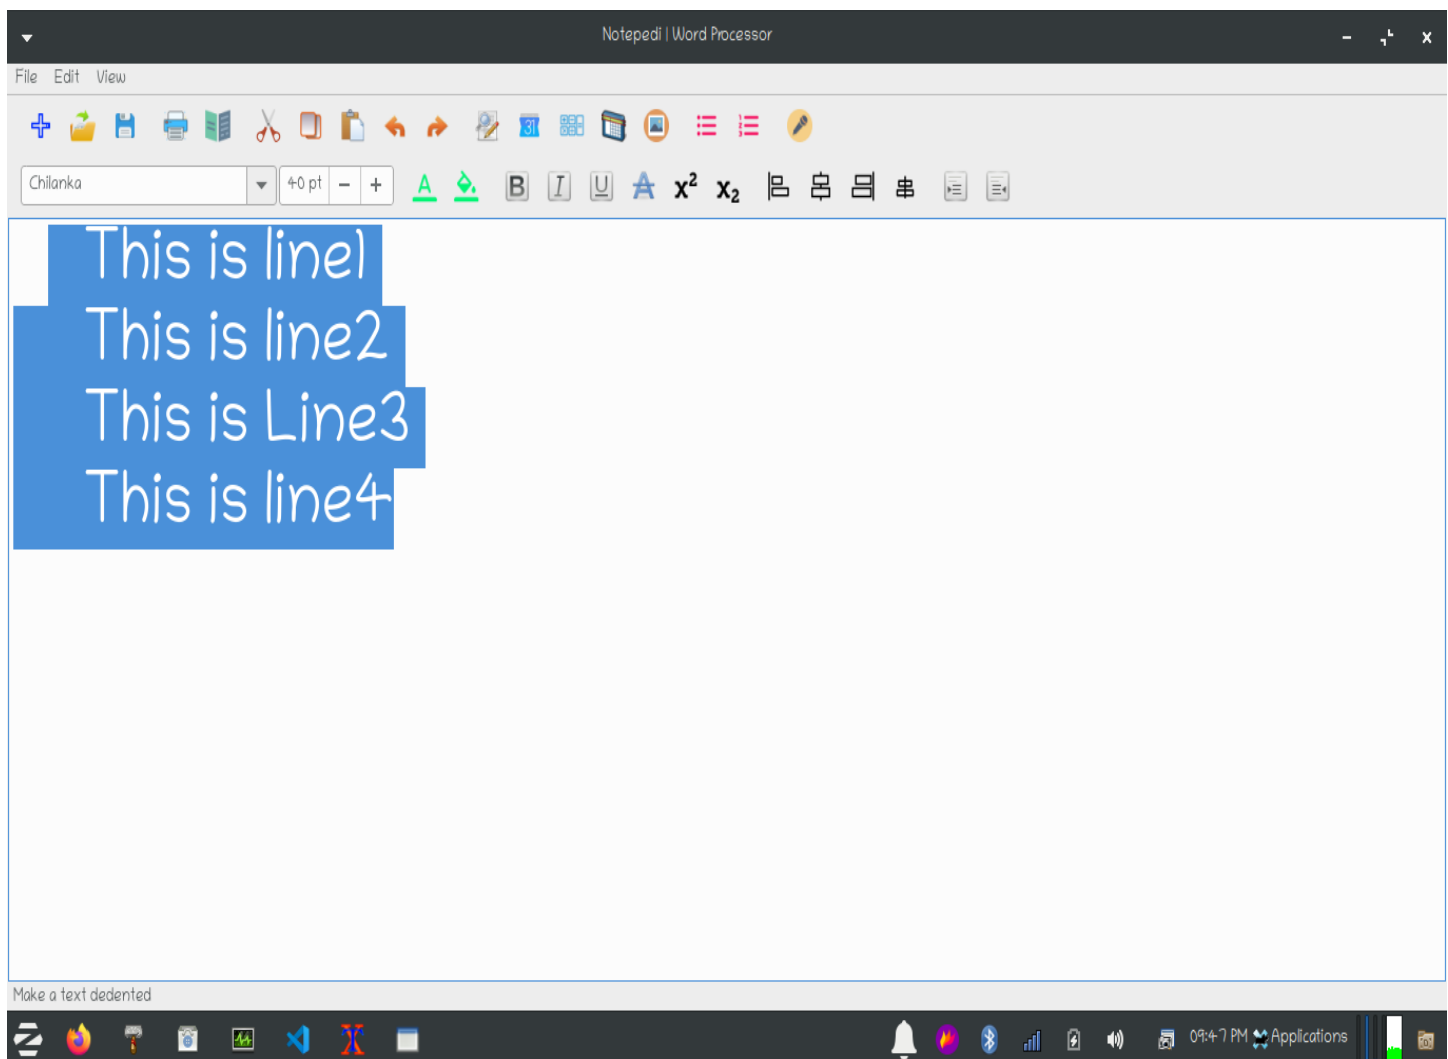 Notepedi | Word Processor
File Edit View
31
Chilanka 40 pt - +
A B I U A x² x₂
This is line1
This is line2
This is Line3
This is line4
Make a text dedented
09:47 PM Applications